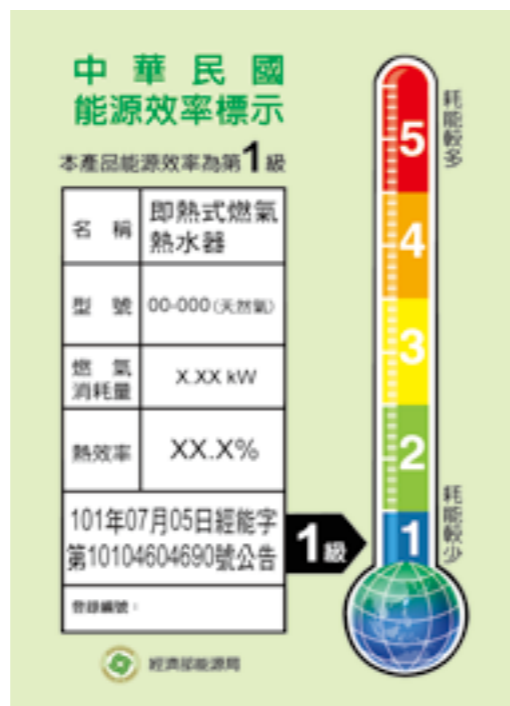 中華民國
能源效率標示
本產品能源效率為第1級
名稱
即熱式燃氣
熱水器
型號
00-000(天然氣)
燃氣
消耗量
X.XX kW
熱效率
XX.X%
101年07月05日經能字
第10104604690號公告
登錄編號：
經濟部能源局
耗能較多
5
4
3
2
1
1級
耗能較少